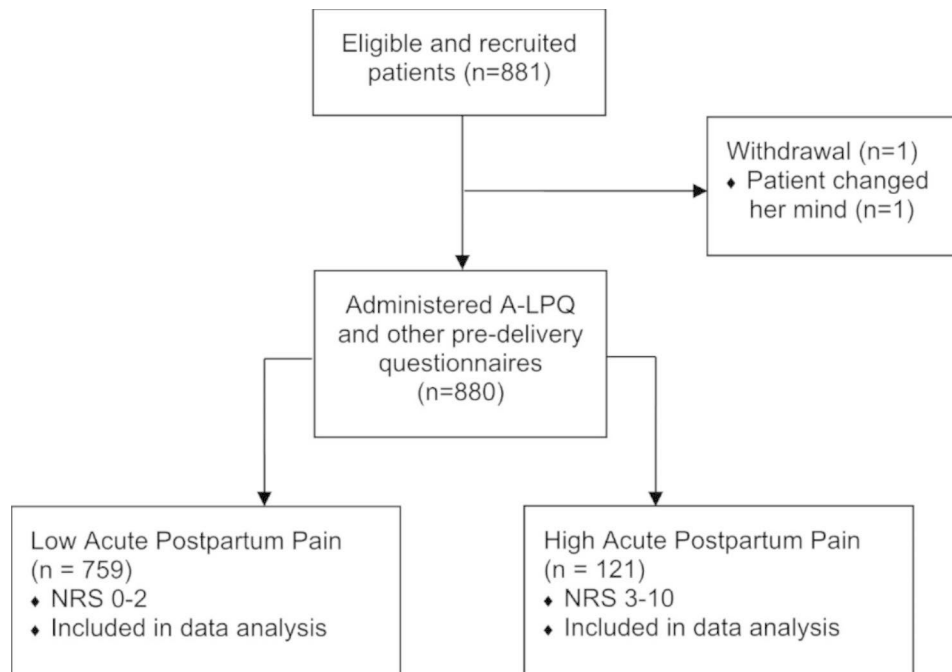 Eligible and recruited
patients (n=881)
Withdrawal (n=1)
♦ Patient changed
her mind (n=1)
Administered A-LPQ
and other pre-delivery
questionnaires
(n=880)
Low Acute Postpartum Pain
(n = 759)
♦ NRS 0-2
♦ Included in data analysis
High Acute Postpartum Pain
(n = 121)
♦ NRS 3-10
♦ Included in data analysis